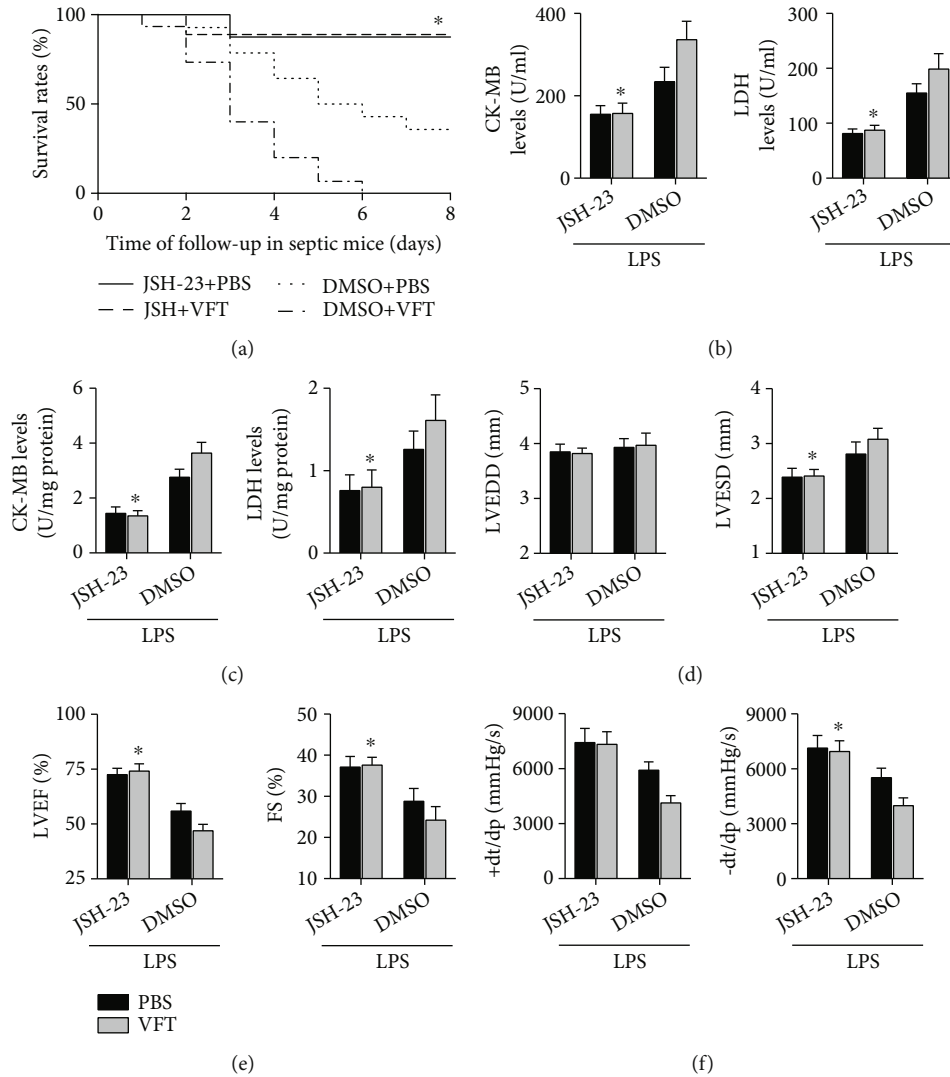 Survival rates (%)
100
50
0
0 2 4 6 8
*
Time of follow-up in septic mice (days)
JSH-23+PBS
DMSO+PBS
JSH+VFT
DMSO+VFT
(a)
CK-MB
levels (U/ml)
400
200
0
*
JSH-23
DMSO
LPS
LDH
levels (U/ml)
300
200
100
0
*
JSH-23
DMSO
LPS
(b)
CK-MB levels
(U/mg protein)
6
4
2
0
*
JSH-23
DMSO
LPS
LDH levels
(U/mg protein)
2
1
0
*
JSH-23
DMSO
LPS
(c)
LVEDD (mm)
5
4
3
2
JSH-23
DMSO
LPS
LVESD (mm)
4
3
2
1
*
JSH-23
DMSO
LPS
(d)
LVEF (%)
100
75
50
25
*
JSH-23
DMSO
LPS
FS (%)
50
40
30
20
10
*
JSH-23
DMSO
LPS
PBS
VFT
(e)
+dt/dp (mmHg/s)
9000
6000
3000
0
JSH-23
DMSO
LPS
-dt/dp (mmHg/s)
9000
6000
3000
0
*
JSH-23
DMSO
LPS
(f)